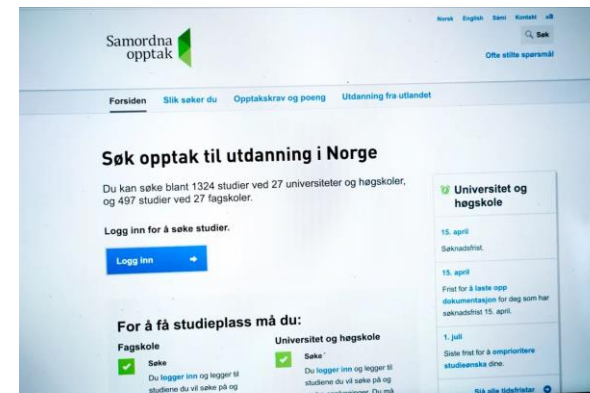 Norsk English Sámi Kontakt aA
Samordna
opptak
Søk
Ofte stilte spørsmål
Forsiden Slik søker du Opptakskrav og poeng Utdanning fra utlandet
Søk opptak til utdanning i Norge
Du kan søke blant 1324 studier ved 27 universiteter og høgskoler,
og 497 studier ved 27 fagskoler.
Logg inn for å søke studier.
Logg inn
For å få studieplass må du:
Fagskole
Søke
Du logger inn og legger til
studiene du vil søke på og
Universitet og høgskole
Søke
Du logger inn og legger til
studiene du vil søke på og
Du må
Universitet og
høgskole
15. april
Søknadsfrist.
15. april
Frist for å laste opp
dokumentasjon for deg som har
søknadsfrist 15. april.
1. juli
Siste frist for å omprioritere
studieønska dine.
Sjå alle tidsfristar